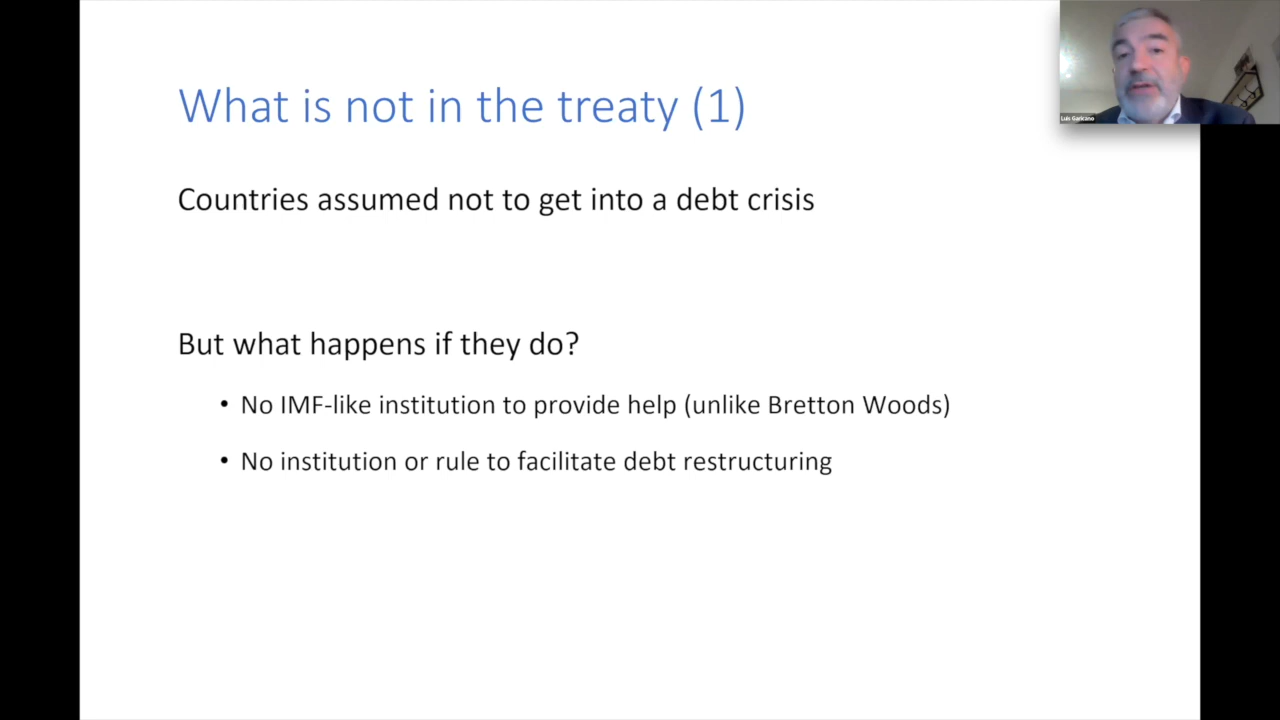 What is not in the treaty (1)
Luis Garicano
Countries assumed not to get into a debt crisis
But what happens if they do?
• No IMF-like institution to provide help (unlike Bretton Woods)
• No institution or rule to facilitate debt restructuring